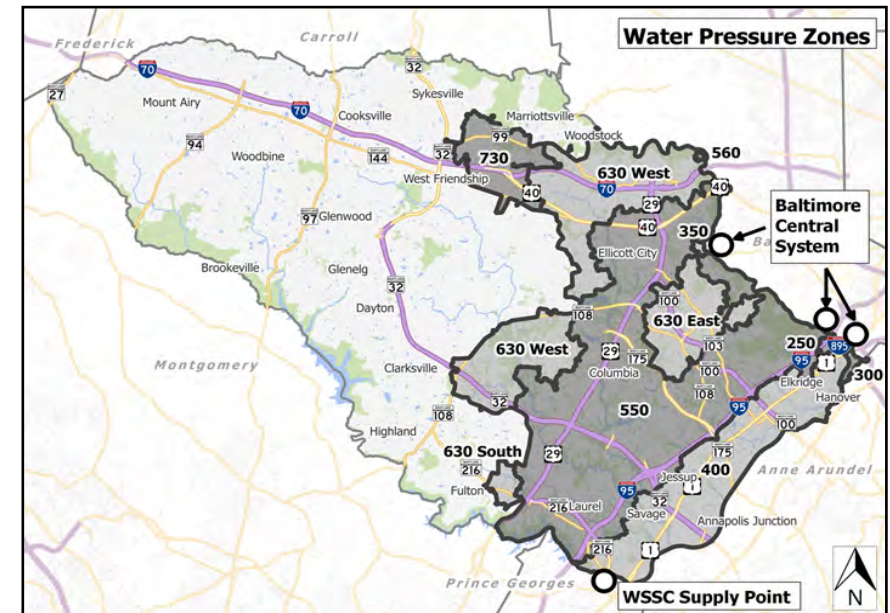 Water Pressure Zones
Frederick
Carroll
70
32
Sykesville
27
Mount Airy
70
Cooksville
Marriottsville
94
99
Woodstock
Woodbine
144
32
730
560
West Friendship
630 West
70
40
40
29
Baltimore
Central
System
97
Glenwood
40
350
Ba
Ellicott City
Brookeville
Glenelg
32
Dayton
100
108
630 East
630 West
29
175
103
250
895
Montgomery
Columbia
95
1
300
Clarksville
100
Elkridge
Hanover
32
108
108
550
95
100
Highland
630 South
29
175
216
400
Anne Arundel
Fulton
Jessup
1
95
32
216
Laurel
Savage
Annapolis Junction
216
1
Prince Georges
WSSC Supply Point
N